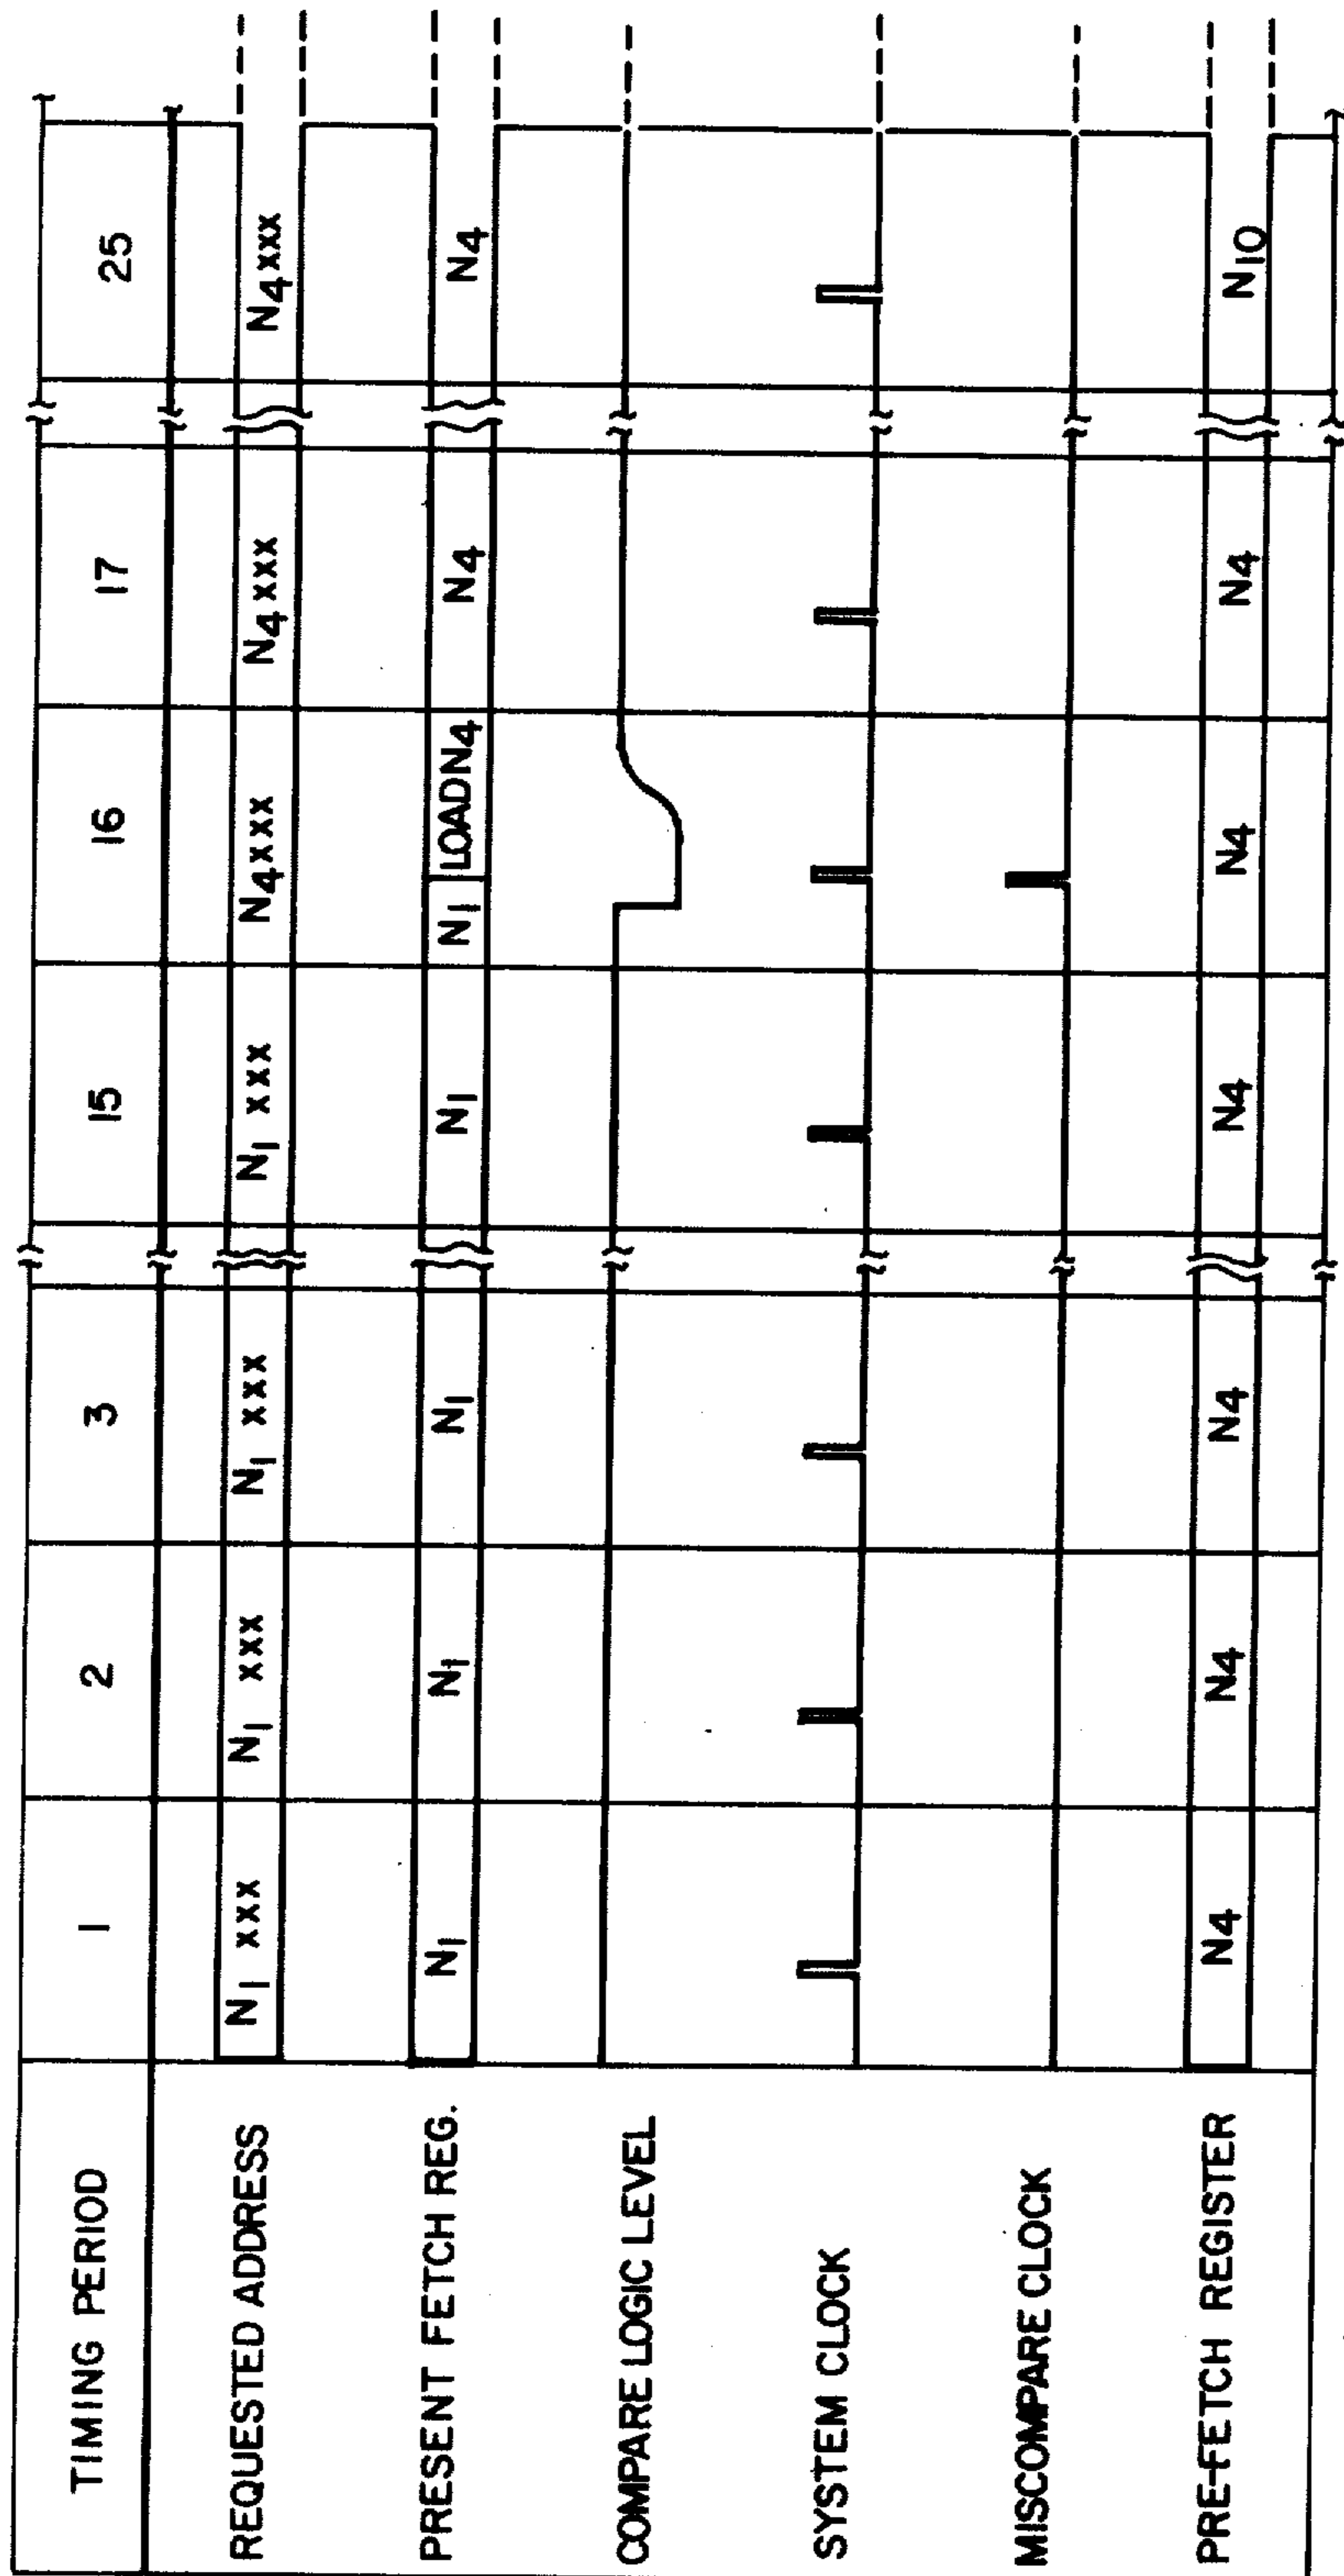 TIMING PERIOD 1 2 3 15 16 17 25
REQUESTED ADDRESS N1 XXX N1 XXX N1 XXX N1 XXX N4XXX N4XXX N4XXX
PRESENT FETCH REG. N1 N1 N1 N1 N1 LOADN4 N4 N4
COMPARE LOGIC LEVEL
SYSTEM CLOCK
MISCOMPARE CLOCK
PRE-FETCH REGISTER N4 N4 N4 N4 N4 N4 N10